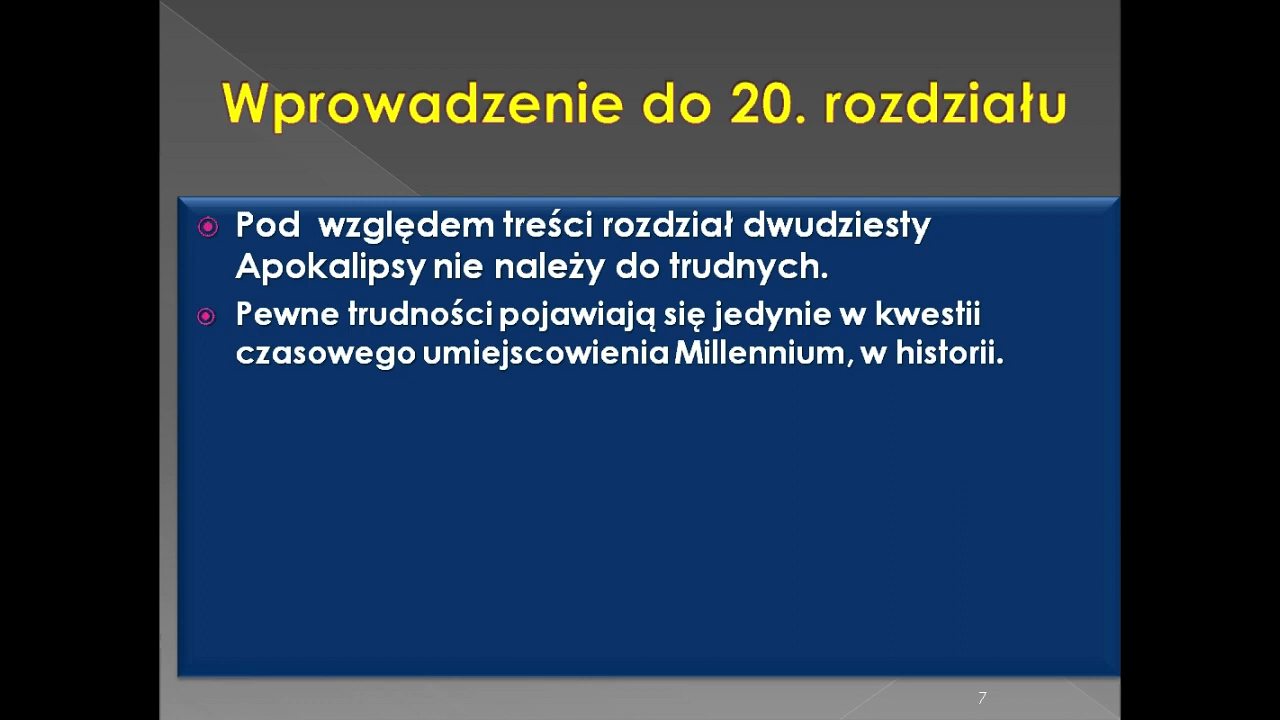 Wprowadzenie do 20. rozdziału
Pod względem treści rozdział dwudziesty
Apokalipsy nie należy do trudnych.
Pewne trudności pojawiają się jedynie w kwestii
czasowego umiejscowienia Millennium, w historii.
7